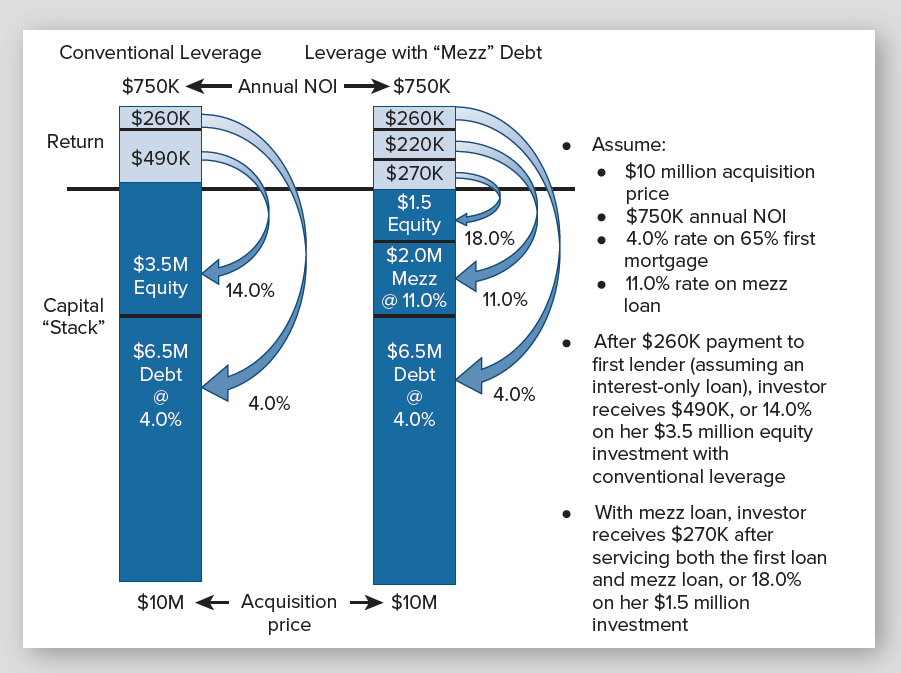 Conventional Leverage
Leverage with “Mezz” Debt
$750K
Annual NOI
$750K
Return
$260K
$490K
$260K
$220K
$270K
Capital
“Stack”
$3.5M
Equity
14.0%
$6.5M
Debt
@
4.0%
4.0%
$1.5
Equity
18.0%
$2.0M
Mezz
@ 11.0%
11.0%
$6.5M
Debt
@
4.0%
4.0%
$10M
Acquisition
price
$10M
● Assume:
● $10 million acquisition
price
● $750K annual NOI
● 4.0% rate on 65% first
mortgage
● 11.0% rate on mezz
loan
● After $260K payment to
first lender (assuming an
interest-only loan), investor
receives $490K, or 14.0%
on her $3.5 million equity
investment with
conventional leverage
● With mezz loan, investor
receives $270K after
servicing both the first loan
and mezz loan, or 18.0%
on her $1.5 million
investment